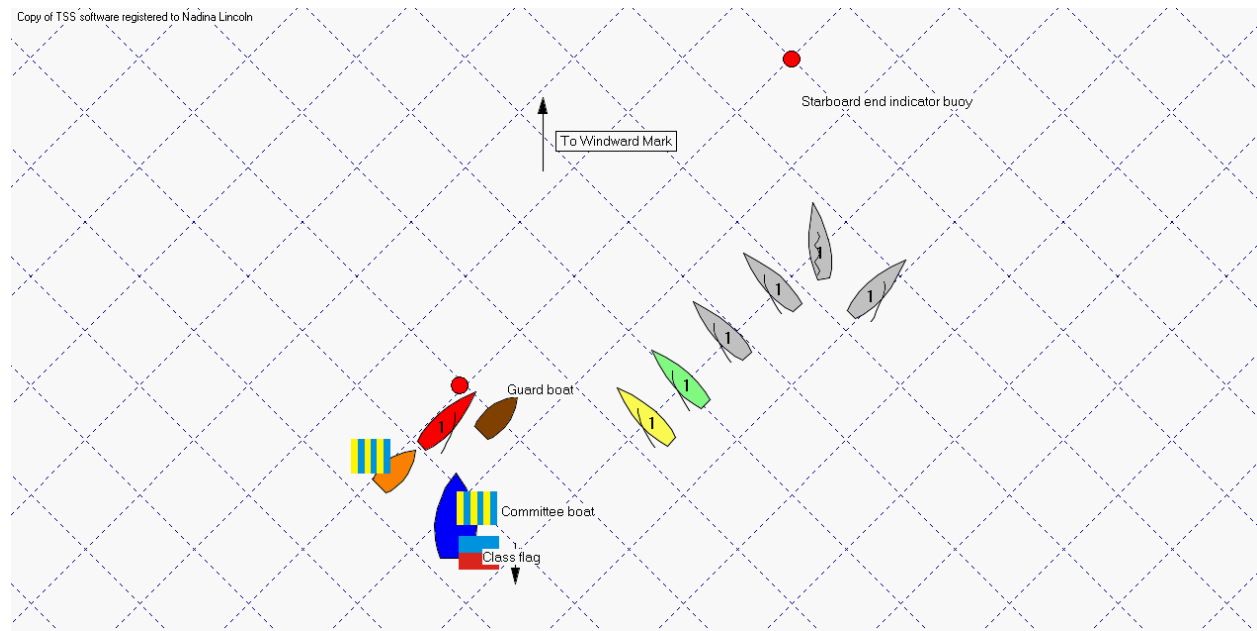 Copy of TSS software registered to Nadina Lincoln
Starboard end indicator buoy
To Windward Mark
1
1
1
1
1
Guard boat
1
1
Committee boat
Class flag